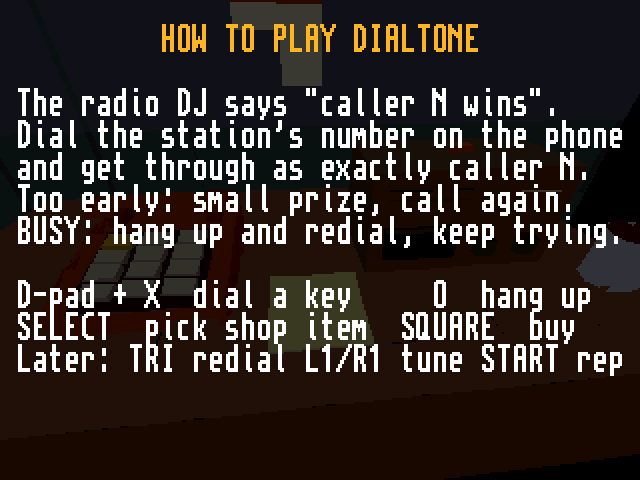 HOW TO PLAY DIALTONE
The radio DJ says "caller N wins".
Dial the station's number on the phone
and get through as exactly caller N.
Too early: small prize, call again.
BUSY: hang up and redial, keep trying.
D-pad + X dial a key O hang up
SELECT pick shop item SQUARE buy
Later: TRI redial L1/R1 tune START rep